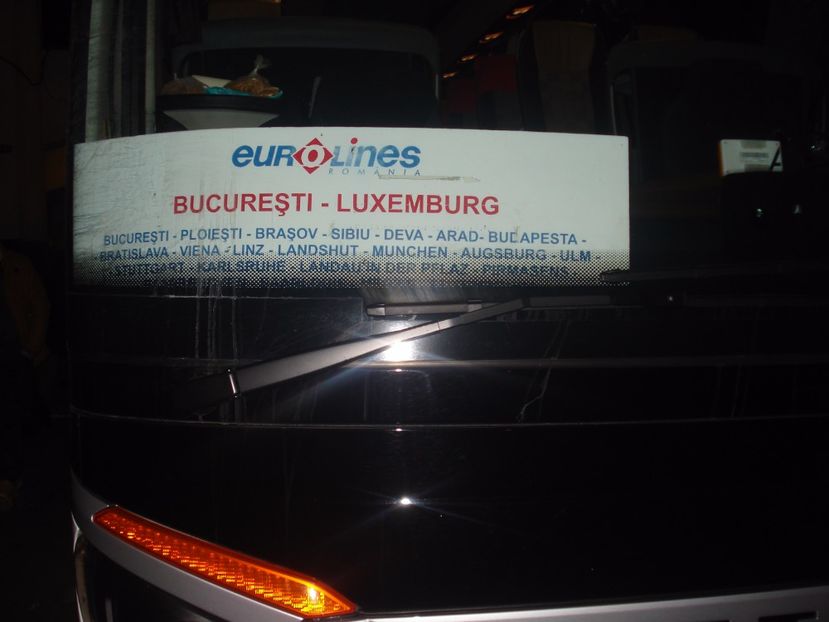 EUROLINES
ROMANIA
BUCUREŞTI - LUXEMBURG
BUCUREŞTI - PLOIEŞTI - BRAŞOV - SIBIU - DEVA - ARAD- BUDAPESTA -
BRATISLAVA - VIENA - LINZ - LANDSHUT - MUNCHEN - AUGSBURG - ULM -
STUTTGART - KARLSRUHE - LANDAU IN DER PFLAZ - PIRMASENS